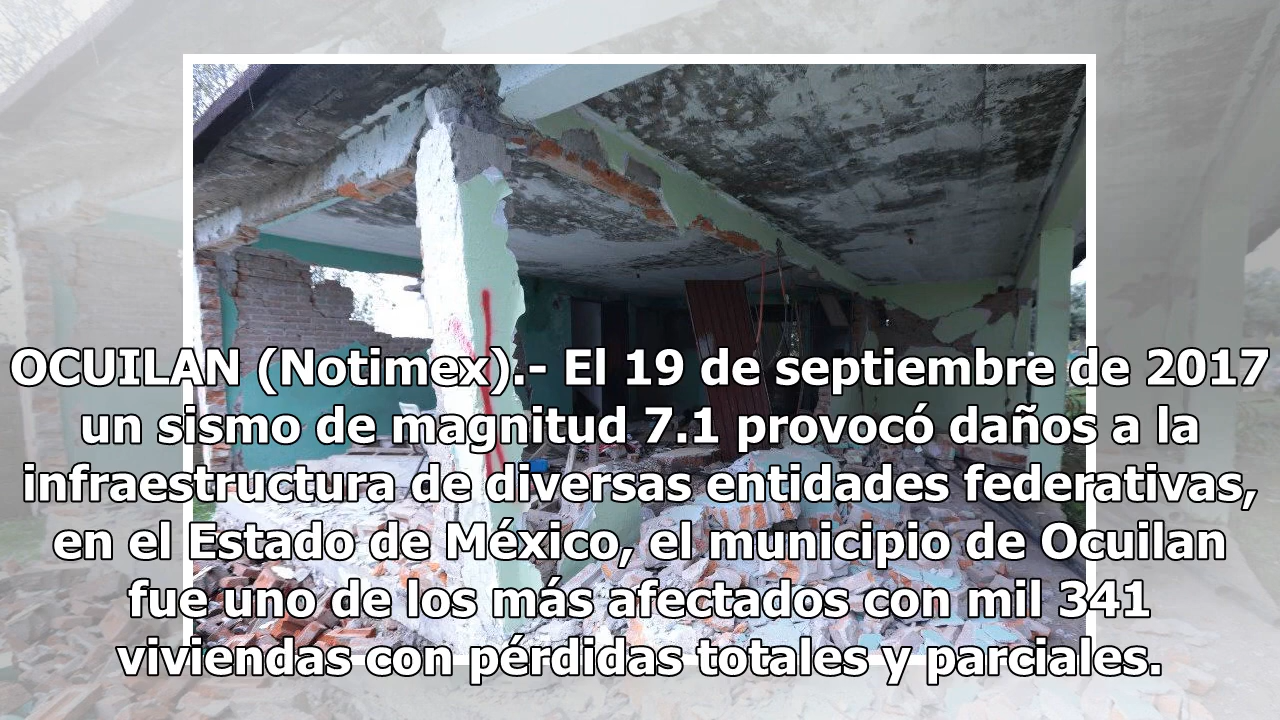 OCUILAN (Notimex).- El 19 de septiembre de 2017
un sismo de magnitud 7.1 provocó daños a la
infraestructura de diversas entidades federativas,
en el Estado de México, el municipio de Ocuilan
fue uno de los más afectados con mil 341
viviendas con pérdidas totales y parciales.